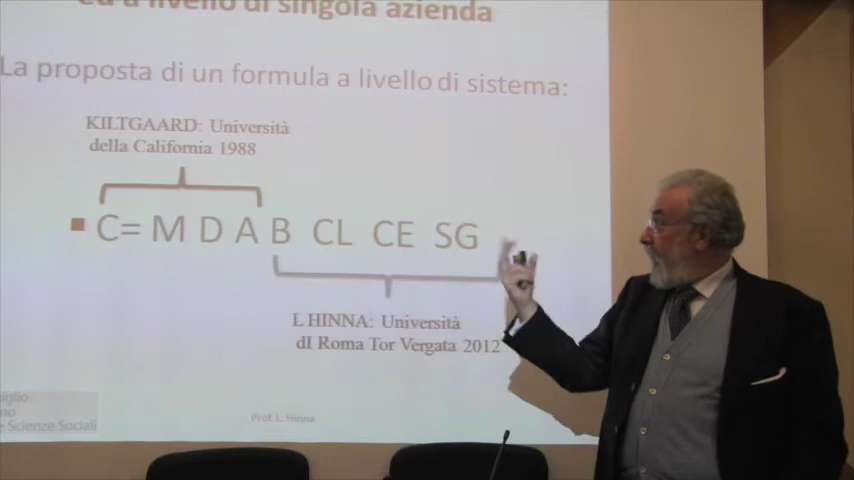 ed a livello di singola azienda
La proposta di un formula a livello di sistema:
KILTGAARD: Università
della California 1988
C= M D A B CL CE SG
L HINNA: Università
dI Roma Tor Vergata 2012
Prof. L. Hinna
e Scienze Sociali